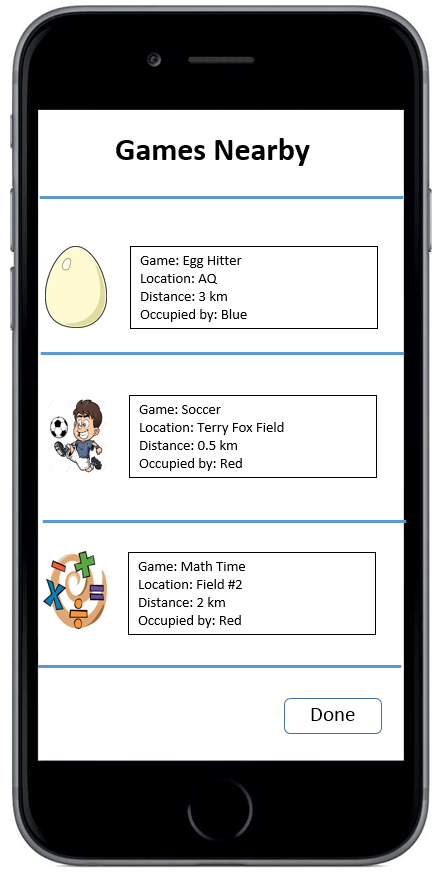 Games Nearby
Game: Egg Hitter
Location: AQ
Distance: 3 km
Occupied by: Blue
Game: Soccer
Location: Terry Fox Field
Distance: 0.5 km
Occupied by: Red
Game: Math Time
Location: Field #2
Distance: 2 km
Occupied by: Red
Done